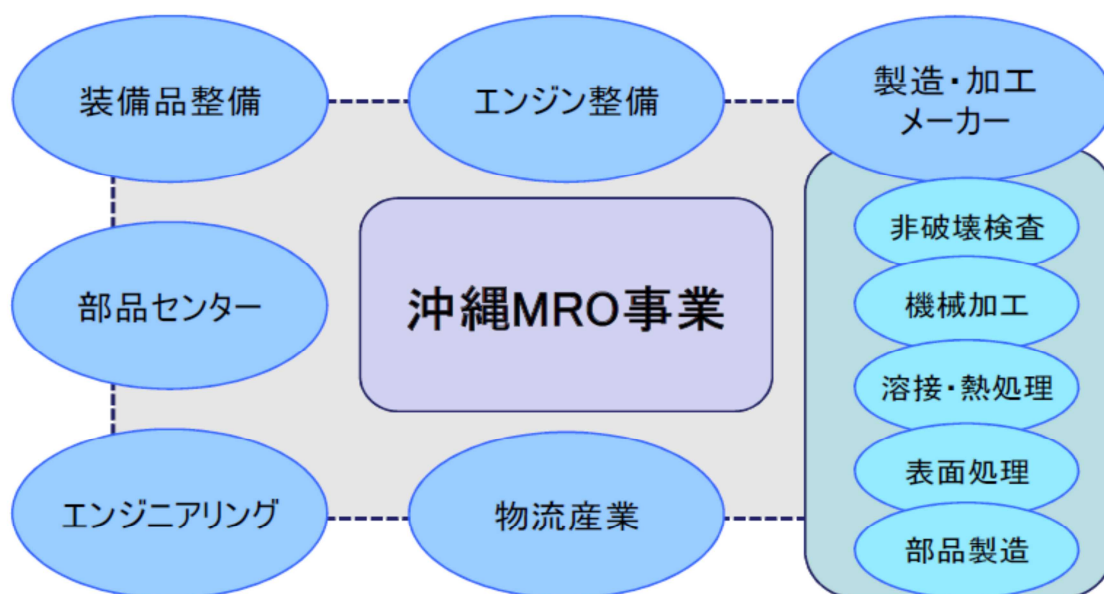 装備品整備
エンジン整備
製造・加工
メーカー
非破壊検査
部品センター
沖縄MRO事業
機械加工
溶接・熱処理
表面処理
エンジニアリング
物流産業
部品製造